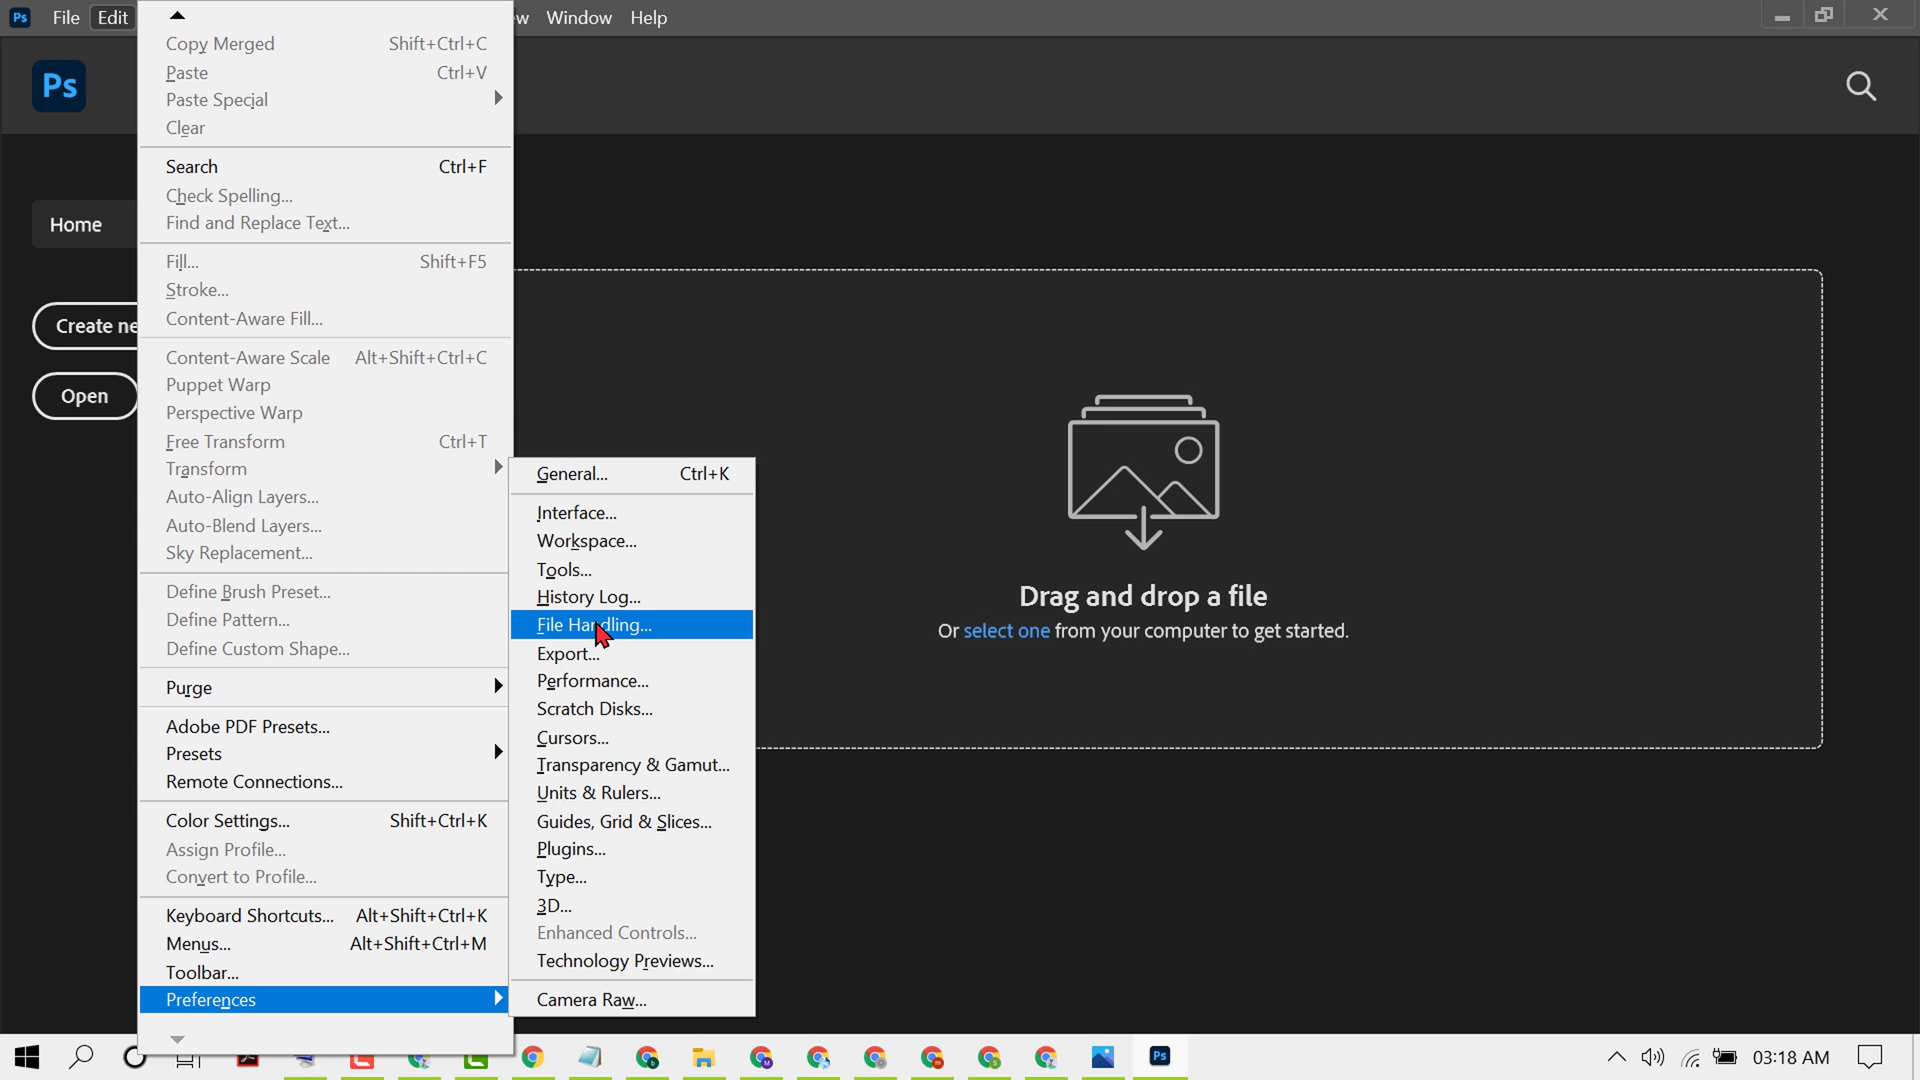 Ps File Edit ew Window Help
Ps
Home
Create ne
Open
Copy Merged Shift+Ctrl+C
Paste Ctrl+V
Paste Special
Clear
Search Ctrl+F
Check Spelling...
Find and Replace Text...
Fill... Shift+F5
Stroke...
Content-Aware Fill...
Content-Aware Scale Alt+Shift+Ctrl+C
Puppet Warp
Perspective Warp
Free Transform Ctrl+T
Transform
Auto-Align Layers...
Auto-Blend Layers...
Sky Replacement...
Define Brush Preset...
Define Pattern...
Define Custom Shape...
Purge
Adobe PDF Presets...
Presets
Remote Connections...
Color Settings... Shift+Ctrl+K
Assign Profile...
Convert to Profile...
Keyboard Shortcuts... Alt+Shift+Ctrl+K
Menus... Alt+Shift+Ctrl+M
Toolbar...
Preferences
General... Ctrl+K
Interface...
Workspace...
Tools...
History Log...
File Handling...
Export...
Performance...
Scratch Disks...
Cursors...
Transparency & Gamut...
Units & Rulers...
Guides, Grid & Slices...
Plugins...
Type...
3D...
Enhanced Controls...
Technology Previews...
Camera Raw...
Drag and drop a file
Or select one from your computer to get started.
Ps
03:18 AM